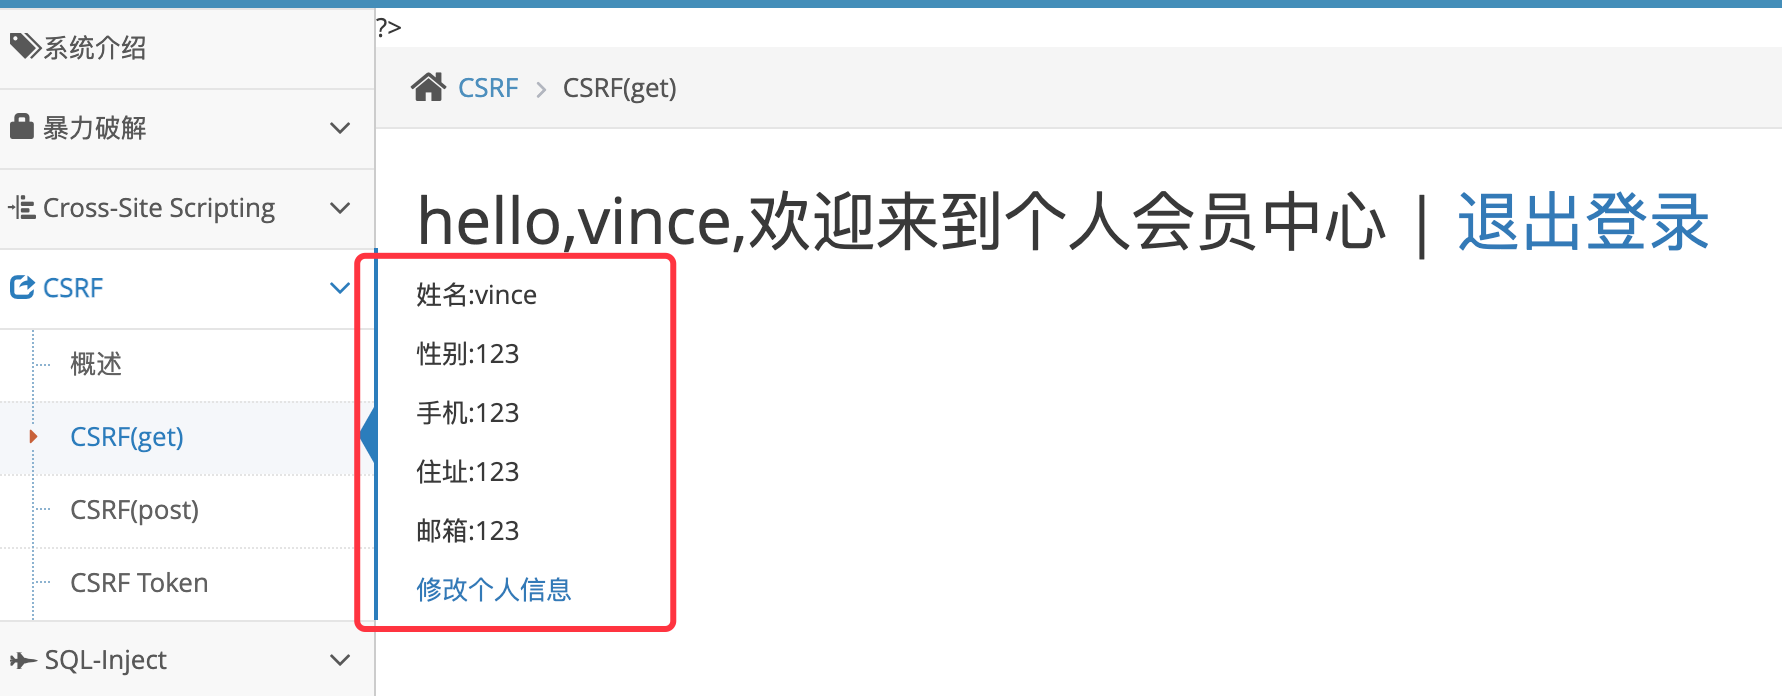 系统介绍
暴力破解
Cross-Site Scripting
CSRF
概述
CSRF(get)
CSRF(post)
CSRF Token
SQL-Inject
?>
CSRF > CSRF(get)
hello,vince,欢迎来到个人会员中心 | 退出登录
姓名:vince
性别:123
手机:123
住址:123
邮箱:123
修改个人信息